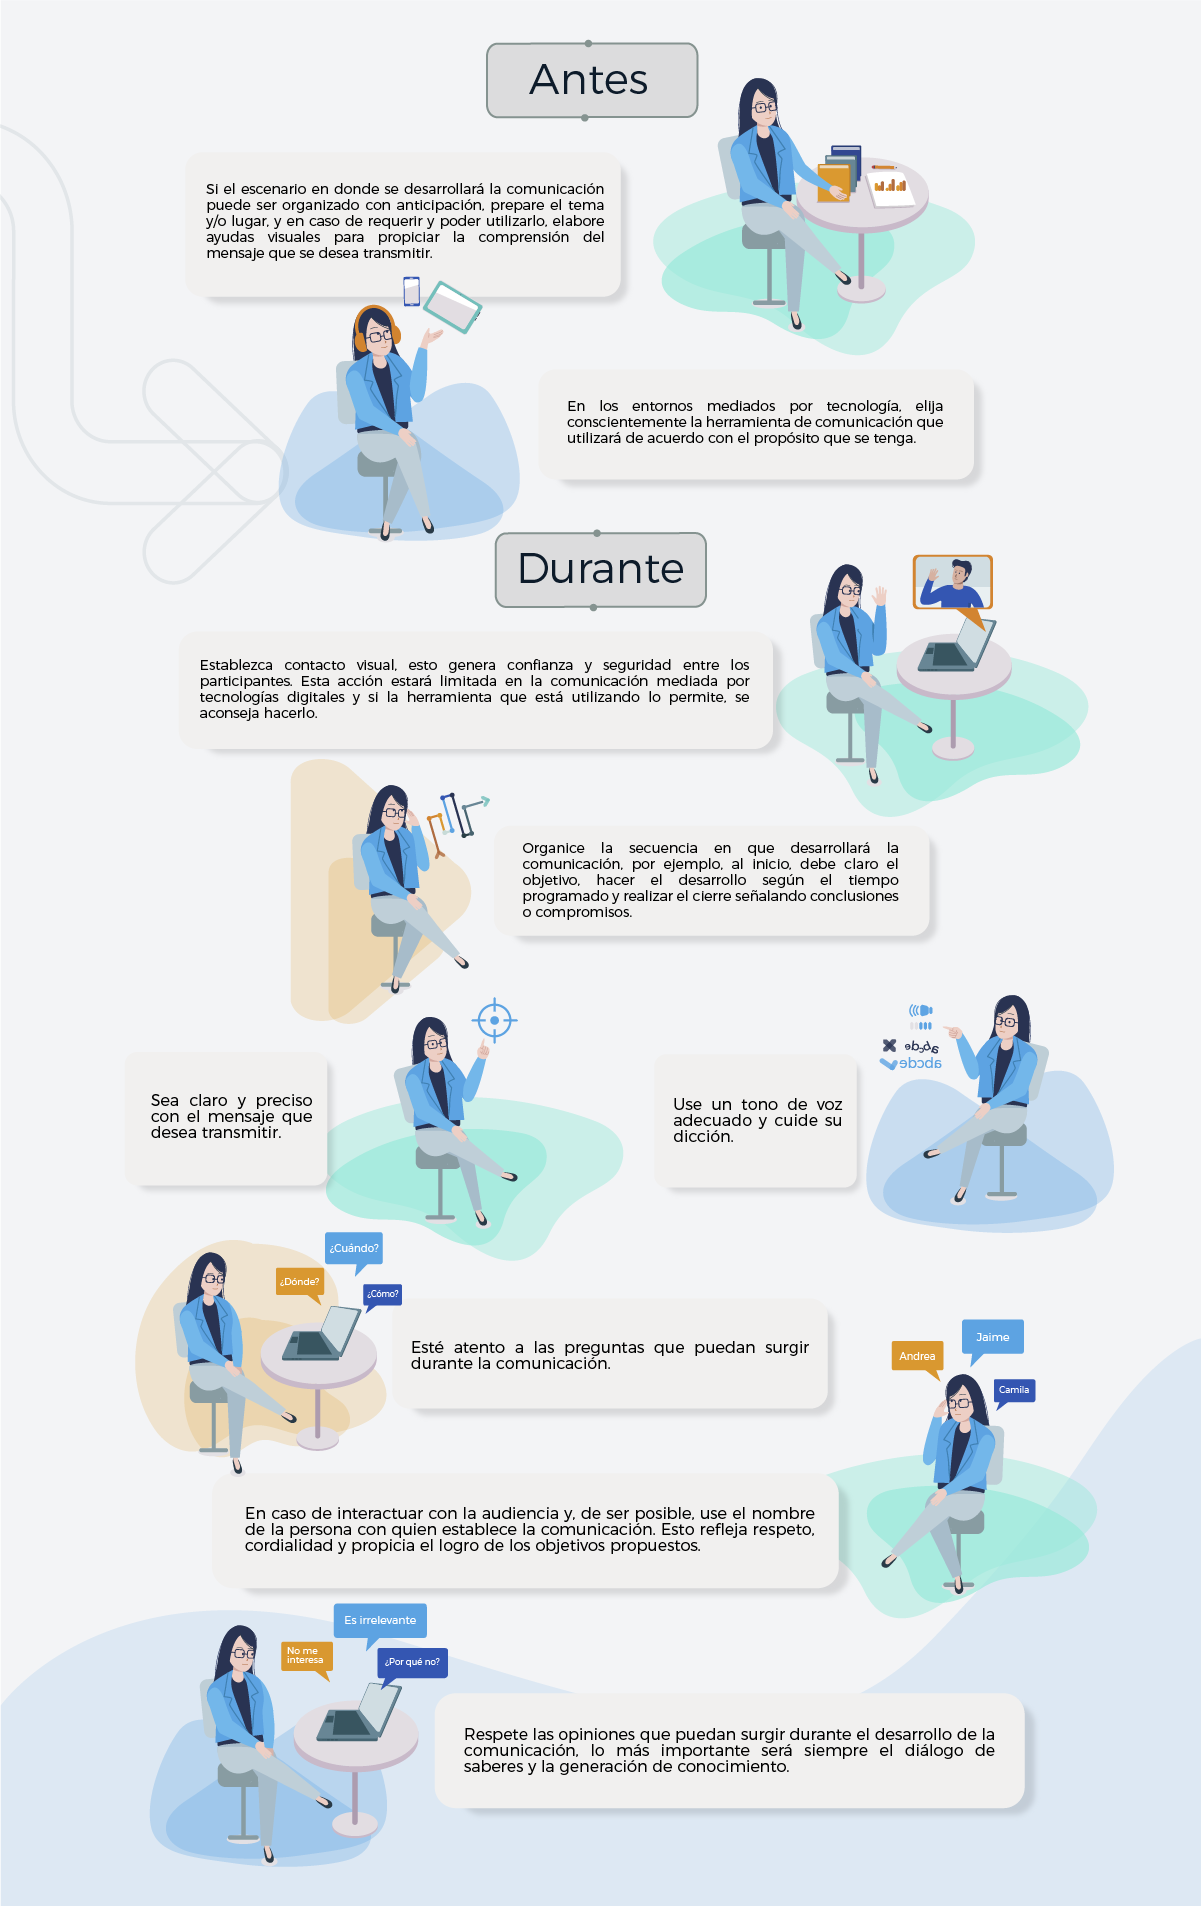 Antes
Si el escenario en donde se desarrollará la comunicación
puede ser organizado con anticipación, prepare el tema
y/o lugar, y en caso de requerir y poder utilizarlo, elabore
ayudas visuales para propiciar la comprensión del
mensaje que se desea transmitir.
En los entornos mediados por tecnología, elija
conscientemente la herramienta de comunicación que
utilizará de acuerdo con el propósito que se tenga.
Durante
Establezca contacto visual, esto genera confianza y seguridad entre los
participantes. Esta acción estará limitada en la comunicación mediada por
tecnologías digitales y si la herramienta que está utilizando lo permite, se
aconseja hacerlo.
Organice la secuencia en que desarrollará la
comunicación, por ejemplo, al inicio, debe claro el
objetivo, hacer el desarrollo según el tiempo
programado y realizar el cierre señalando conclusiones
o compromisos.
Sea claro y preciso
con el mensaje que
desea transmitir.
abcde
abcde
Use un tono de voz
adecuado y cuide su
dicción.
¿Cuándo?
¿Dónde?
¿Cómo?
Esté atento a las preguntas que puedan surgir
durante la comunicación.
Jaime
Andrea
Camila
En caso de interactuar con la audiencia y, de ser posible, use el nombre
de la persona con quien establece la comunicación. Esto refleja respeto,
cordialidad y propicia el logro de los objetivos propuestos.
Es irrelevante
No me
interesa
¿Por qué no?
Respete las opiniones que puedan surgir durante el desarrollo de la
comunicación, lo más importante será siempre el diálogo de
saberes y la generación de conocimiento.